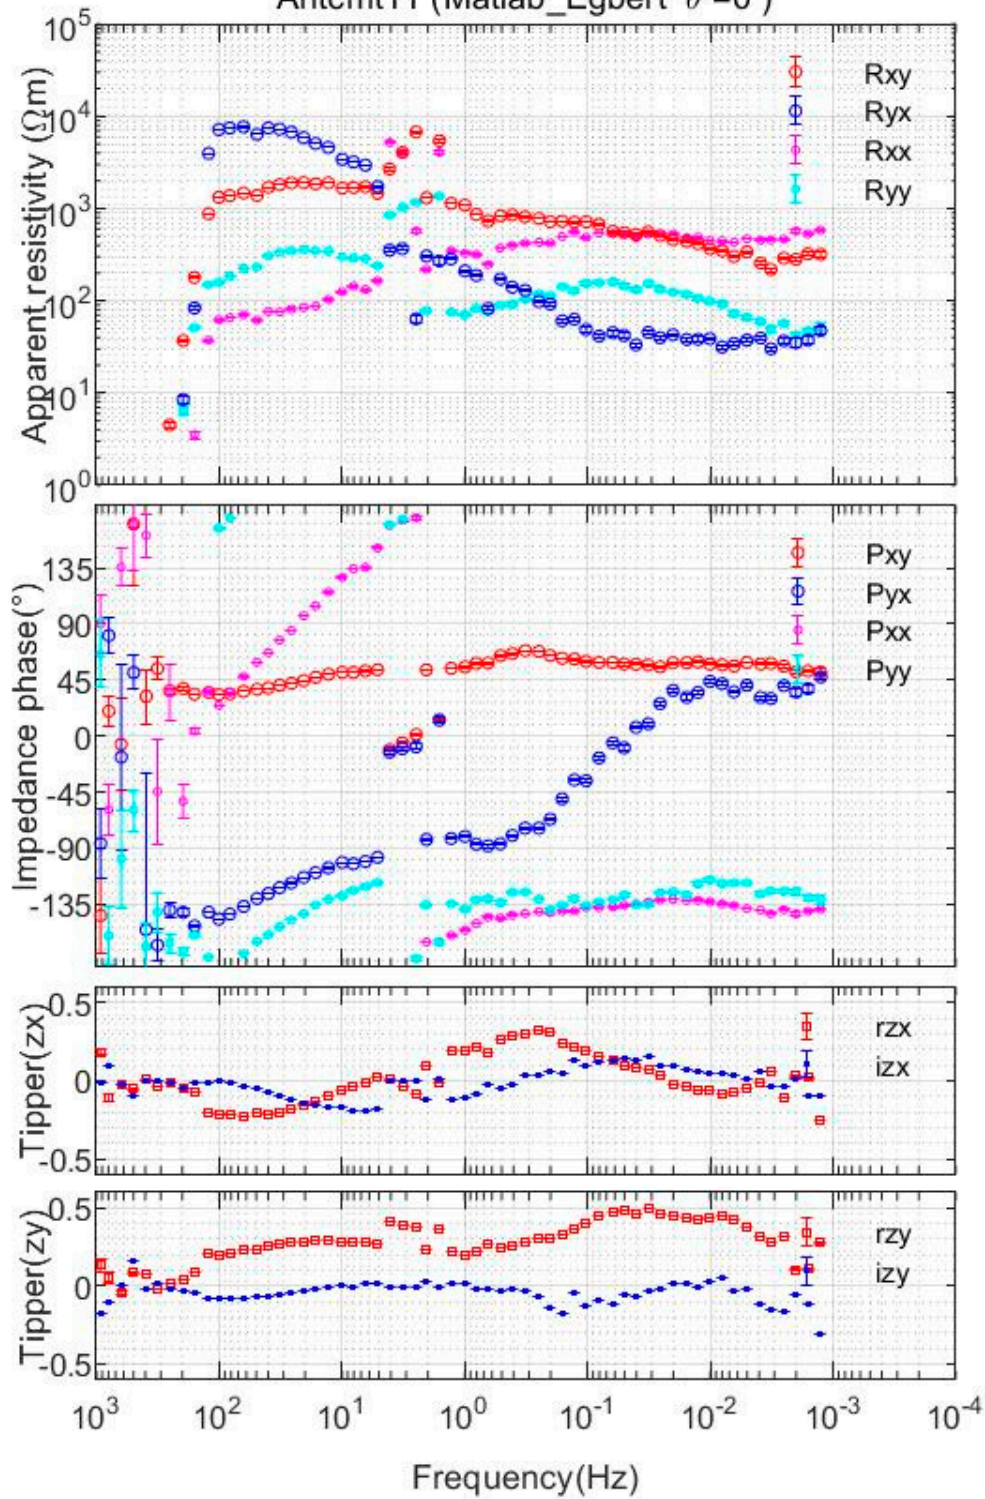 10^5
10^4
10^3
10^2
10^1
10^0
Apparent resistivity (Ωm)
Rxy
Ryx
Rxx
Ryy
135
90
45
0
-45
-90
-135
Impedance phase(°)
Pxy
Pyx
Pxx
Pyy
0.5
0
-0.5
Tipper(zx)
rzx
izx
0.5
0
-0.5
Tipper(zy)
rzy
izy
10^3 10^2 10^1 10^0 10^-1 10^-2 10^-3 10^-4
Frequency(Hz)